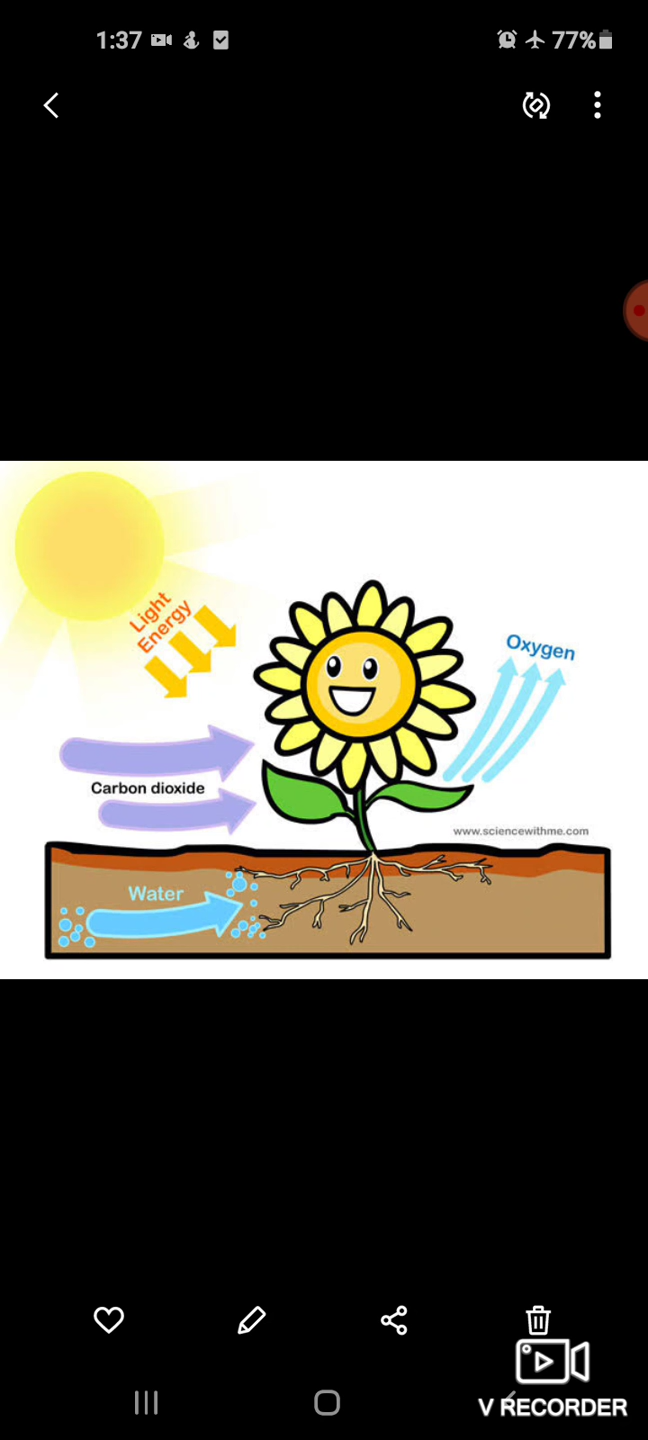 1:37
77%
Light
Energy
Oxygen
Carbon dioxide
www.sciencewithme.com
Water
V RECORDER